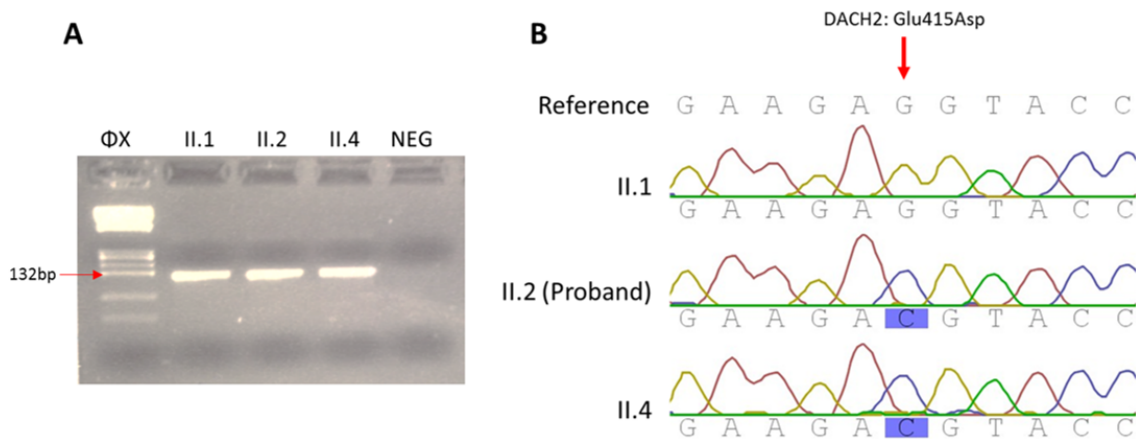 A
B
DACH2: Glu415Asp
Reference G A A G A G G T A C C
ΦX II.1 II.2 II.4 NEG
II.1
G A A G A G G T A C C
132bp
II.2 (Proband)
G A A G A C G T A C C
II.4
G A A G A C G T A C C